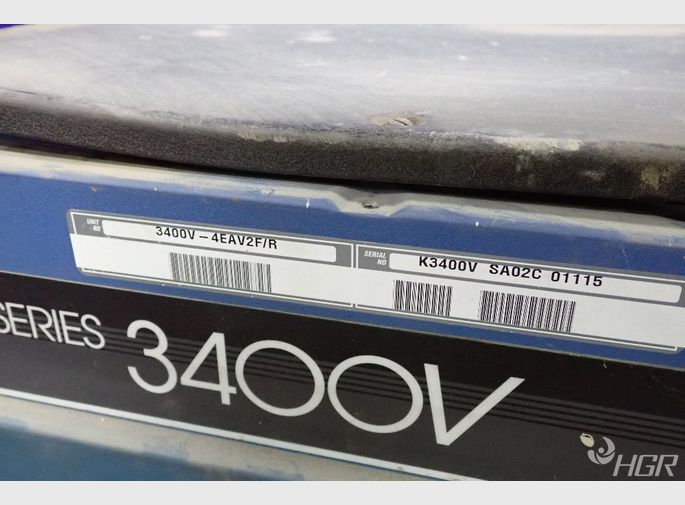 UNIT NO
3400V-4EAV2F/R
SERIAL NO
K3400V SA02C 01115
SERIES 3400V
HGR